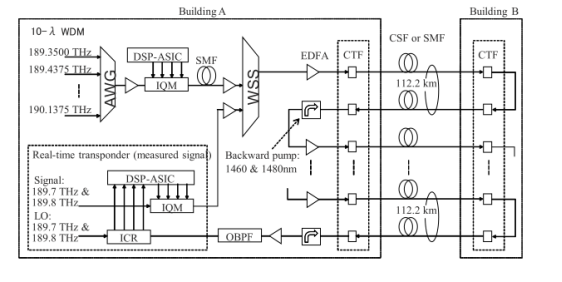 Building A
Building B
10-λ WDM
189.3500 THz
189.4375 THz
190.1375 THz
AWG
DSP-ASIC
IQM
SMF
WSS
EDFA
CTF
CSF or SMF
CTF
112.2 km
Backward pump:
1460 & 1480nm
Real-time transponder (measured signal)
Signal:
189.7 THz &
189.8 THz
LO:
189.7 THz &
189.8 THz
DSP-ASIC
IQM
ICR
OBPF
112.2 km